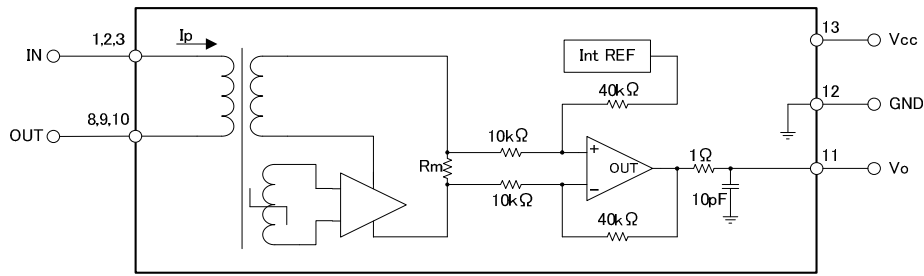 IN
1,2,3
Ip
OUT
8,9,10
Int REF
40kΩ
10kΩ
Rm
10kΩ
+
OUT
−
40kΩ
1Ω
10pF
13
Vcc
12
GND
11
Vo